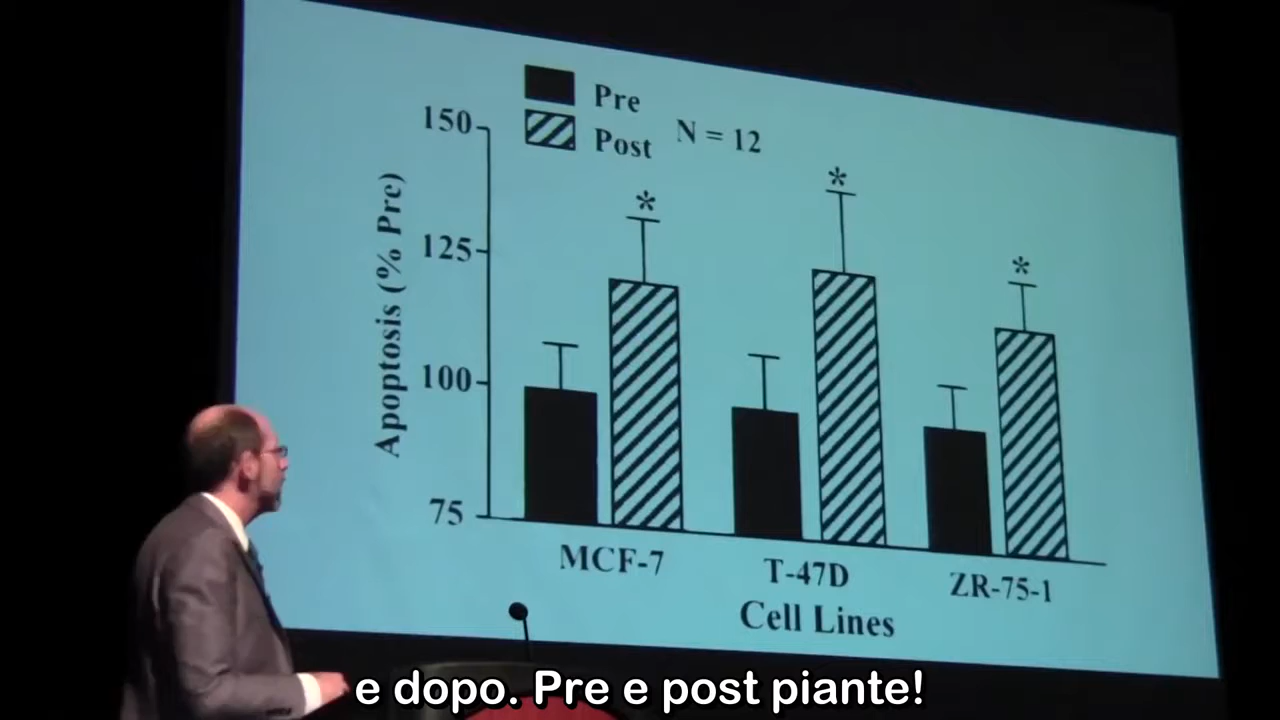 Pre
Post
N = 12
150
125
100
75
Apoptosis (% Pre)
* * *
MCF-7 T-47D ZR-75-1
Cell Lines
e dopo. Pre e post piante!